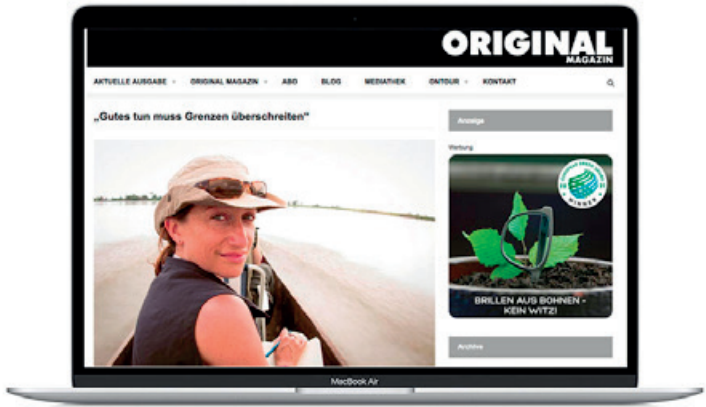 ORIGINAL
MAGAZIN
AKTUELLE AUSGABE ORIGINAL MAGAZIN ABO BLOG MEDIATHEK ONTOUR KONTAKT
„Gutes tun muss Grenzen überschreiten“
Anzeige
Werbung
WINNER
BRILLEN AUS BOHNEN -
KEIN WITZ!
Archive
MacBook Air